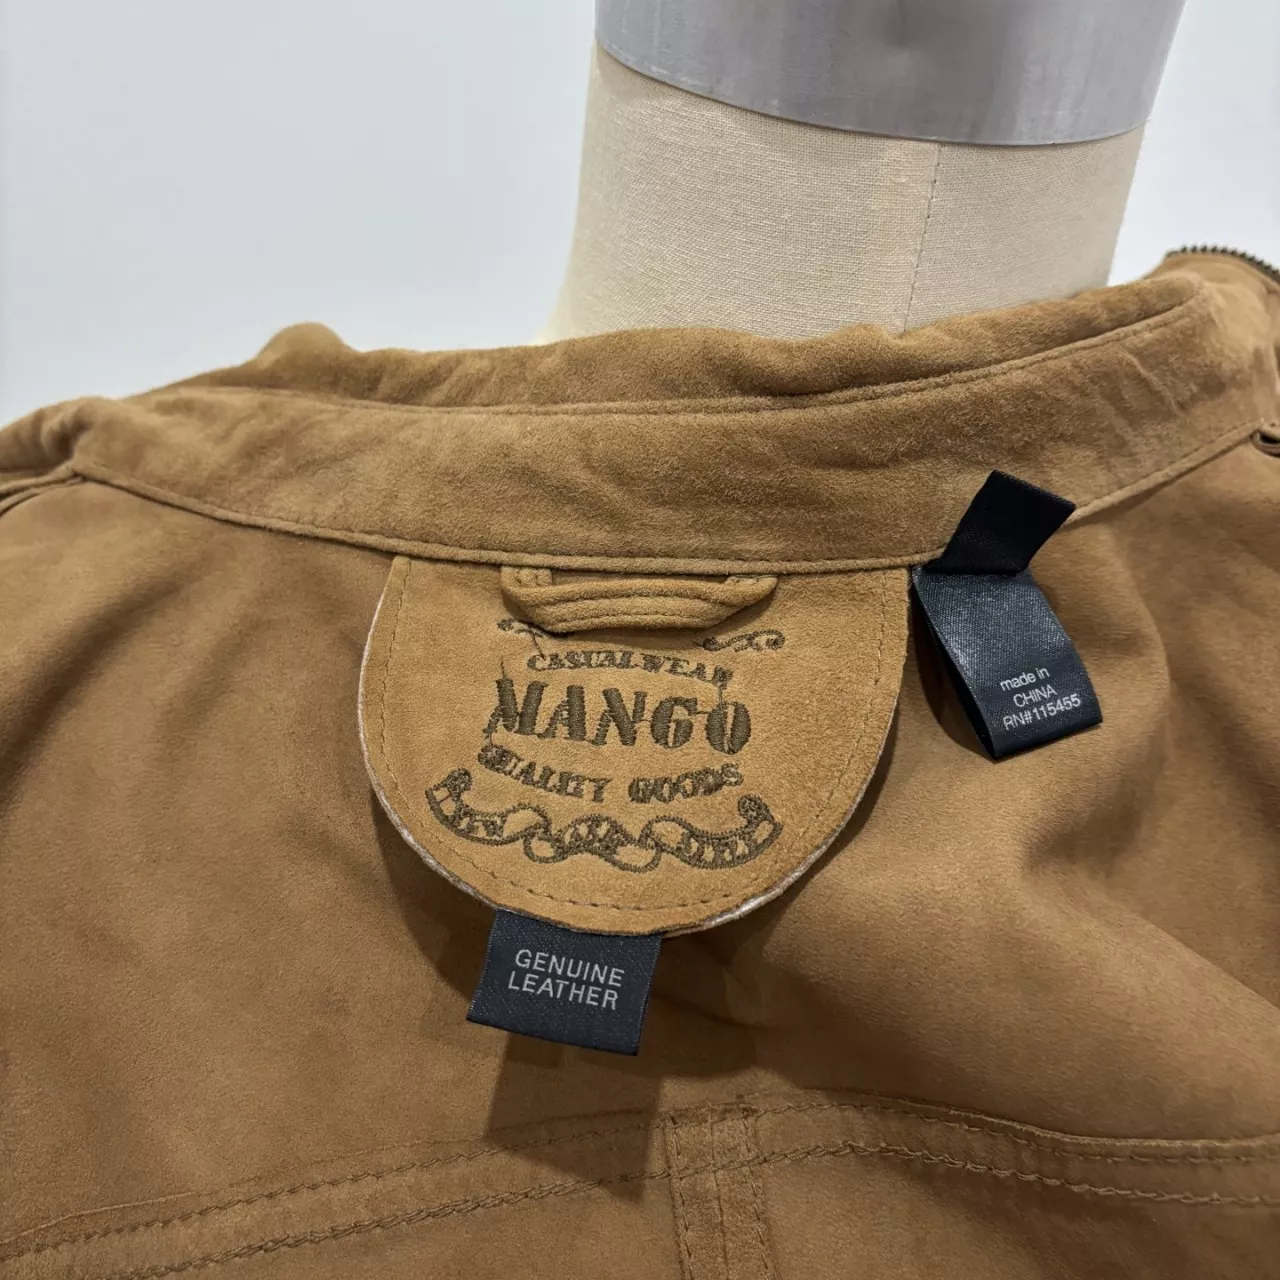 CASUALWEAR
MANGO
QUALITY GOODS
GENUINE
LEATHER
made in
CHINA
RN#115455